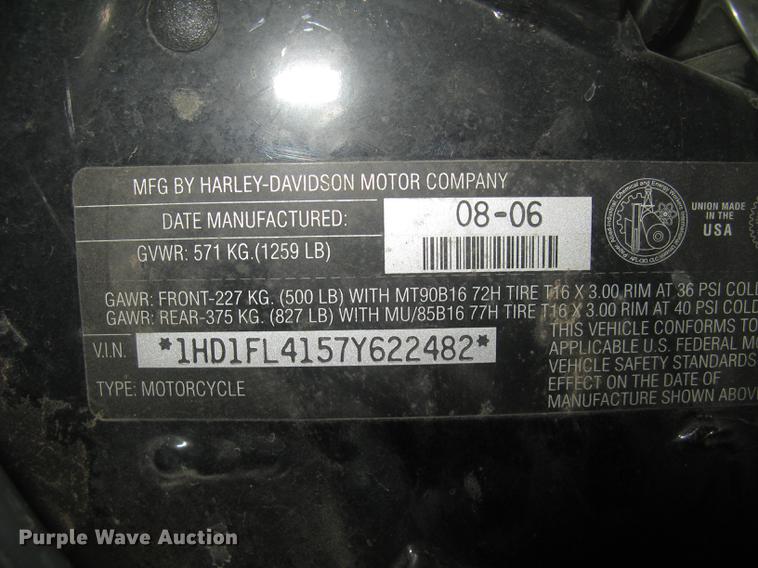 MFG BY HARLEY-DAVIDSON MOTOR COMPANY
DATE MANUFACTURED: 08-06
GVWR: 571 KG.(1259 LB)
UNION MADE IN THE USA
GAWR: FRONT-227 KG. (500 LB) WITH MT90B16 72H TIRE T16 X 3.00 RIM AT 36 PSI COLD
GAWR: REAR-375 KG. (827 LB) WITH MU/85B16 77H TIRE T16 X 3.00 RIM AT 40 PSI COLD
V.I.N. *1HD1FL4157Y622482*
TYPE: MOTORCYCLE
THIS VEHICLE CONFORMS TO
APPLICABLE U.S. FEDERAL
VEHICLE SAFETY STANDARDS
EFFECT ON THE DATE OF
MANUFACTURE SHOWN ABOVE
Purple Wave Auction